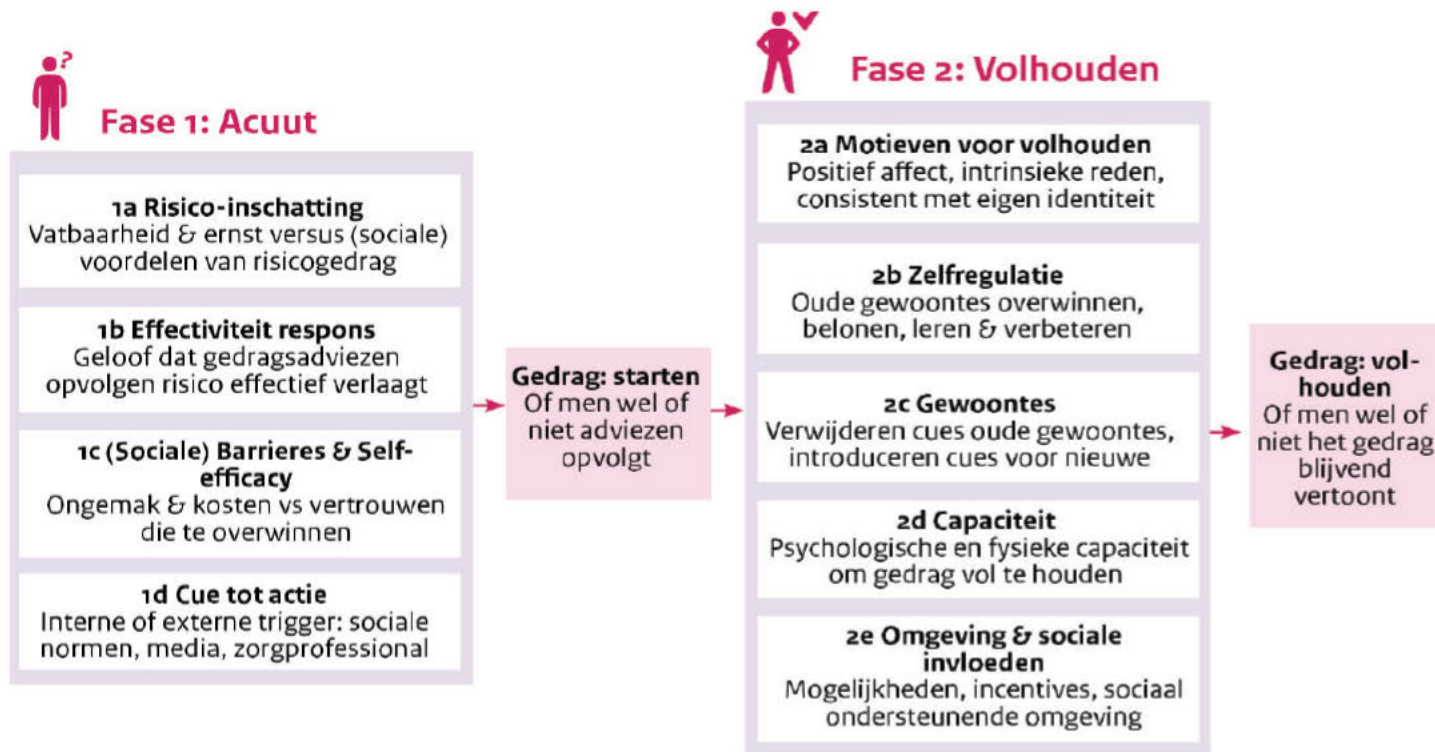 ?
Fase 1: Acuut
1a Risico-inschatting
Vatbaarheid & ernst versus (sociale)
voordelen van risicogedrag
1b Effectiviteit respons
Geloof dat gedragsadviezen
opvolgen risico effectief verlaagt
1c (Sociale) Barrieres & Self-
efficacy
Ongemak & kosten vs vertrouwen
die te overwinnen
1d Cue tot actie
Interne of externe trigger: sociale
normen, media, zorgprofessional
Gedrag: starten
Of men wel of
niet adviezen
opvolgt
Fase 2: Volhouden
2a Motieven voor volhouden
Positief affect, intrinsieke reden,
consistent met eigen identiteit
2b Zelfregulatie
Oude gewoontes overwinnen,
belonen, leren & verbeteren
2c Gewoontes
Verwijderen cues oude gewoontes,
introduceren cues voor nieuwe
2d Capaciteit
Psychologische en fysieke capaciteit
om gedrag vol te houden
2e Omgeving & sociale
invloeden
Mogelijkheden, incentives, sociaal
ondersteunende omgeving
Gedrag: vol-
houden
Of men wel of
niet het gedrag
blijvend
vertoont